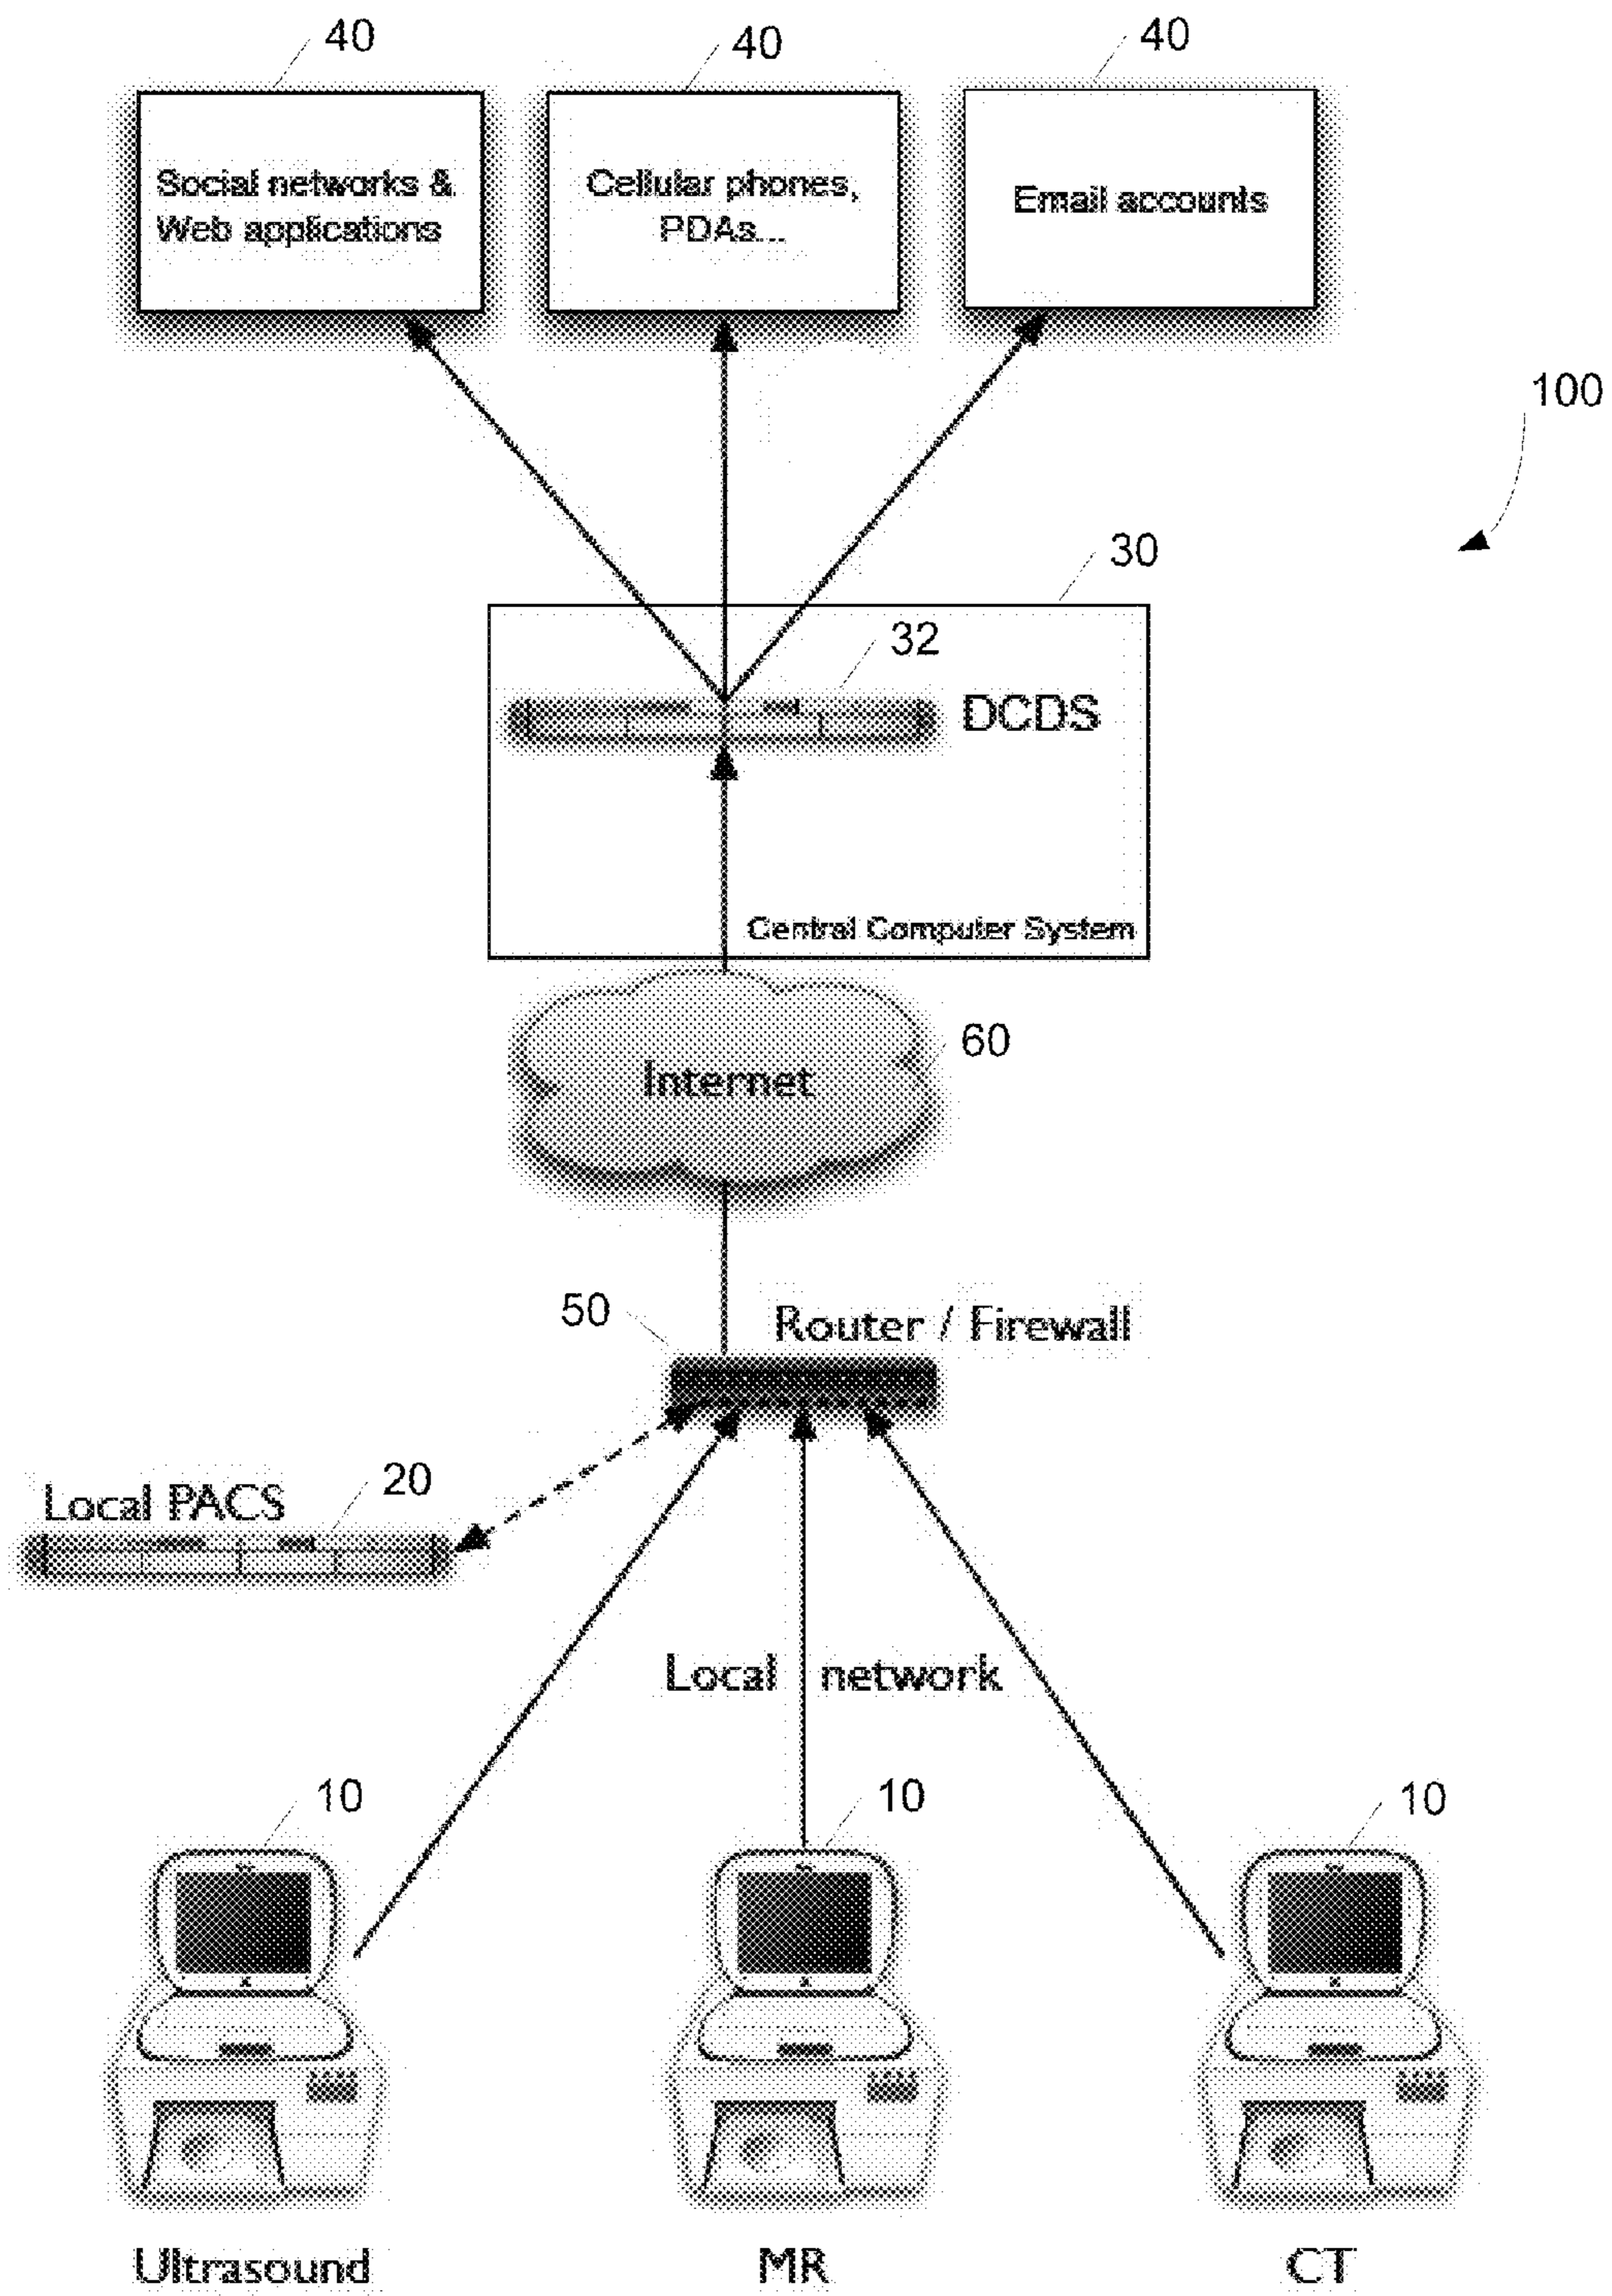 40
40
40
Social networks &
Web applications
Cellular phones,
PDAs...
Email accounts
100
30
32
DCDS
Central Computer System
60
Internet
50
Router / Firewall
20
Local PACS
Local network
10
10
10
Ultrasound
MR
CT